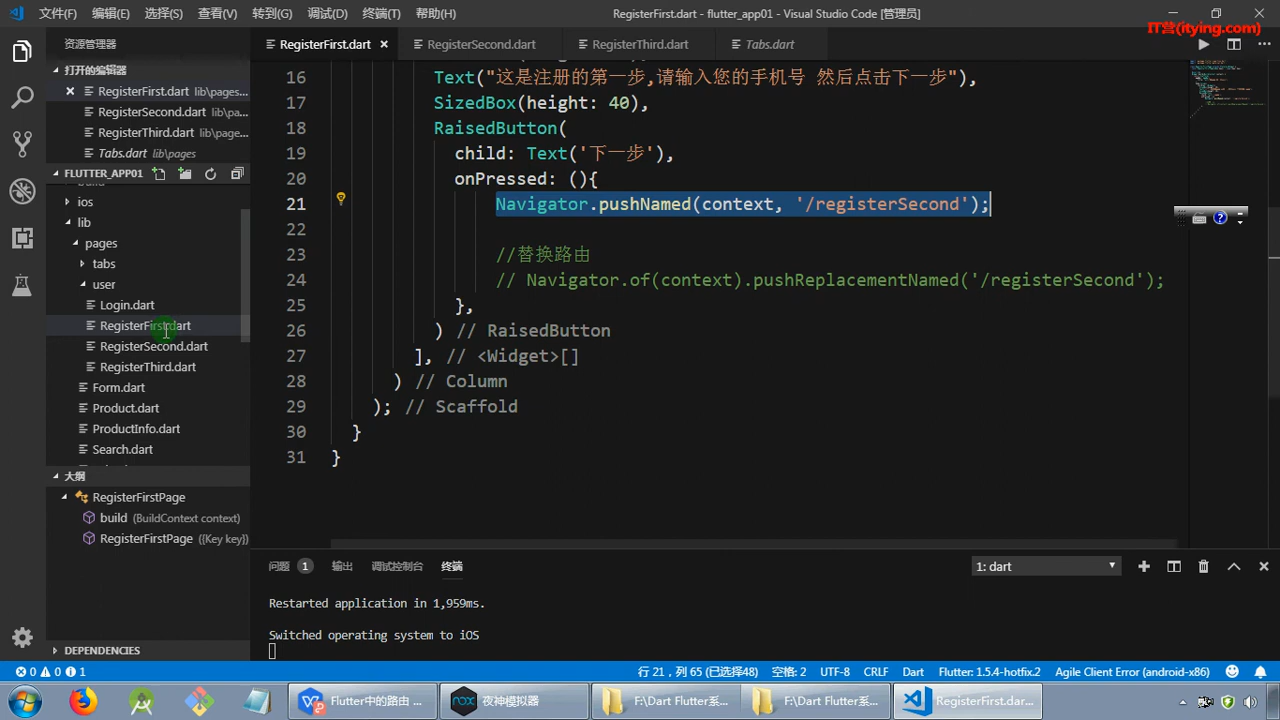 文件(F) 编辑(E) 选择(S) 查看(V) 转到(G) 调试(D) 终端(T) 帮助(H) RegisterFirst.dart - flutter_app01 - Visual Studio Code [管理员]
IT营(itying.com)
资源管理器
RegisterFirst.dart RegisterSecond.dart RegisterThird.dart Tabs.dart
打开的编辑器
RegisterFirst.dart lib\pages...
RegisterSecond.dart lib\pa...
RegisterThird.dart lib\page...
Tabs.dart lib\pages
FLUTTER_APP01
ios
lib
pages
tabs
user
Login.dart
RegisterFirst.dart
RegisterSecond.dart
RegisterThird.dart
Form.dart
Product.dart
ProductInfo.dart
Search.dart
大纲
RegisterFirstPage
build (BuildContext context)
RegisterFirstPage ({Key key})
DEPENDENCIES
16 Text("这是注册的第一步,请输入您的手机号 然后点击下一步"),
17 SizedBox(height: 40),
18 RaisedButton(
19 child: Text('下一步'),
20 onPressed: (){
21 Navigator.pushNamed(context, '/registerSecond');
22
23 //替换路由
24 // Navigator.of(context).pushReplacementNamed('/registerSecond');
25 },
26 ) // RaisedButton
27 ], // <Widget>[]
28 ) // Column
29 ); // Scaffold
30 }
31 }
问题 1 输出 调试控制台 终端 1: dart
Restarted application in 1,959ms.
Switched operating system to iOS
0 0 1 行 21，列 65 (已选择48) 空格: 2 UTF-8 CRLF Dart Flutter: 1.5.4-hotfix.2 Agile Client Error (android-x86)
Flutter中的路由 ... 夜神模拟器 F:\Dart Flutter系... F:\Dart Flutter系... RegisterFirst.dar...